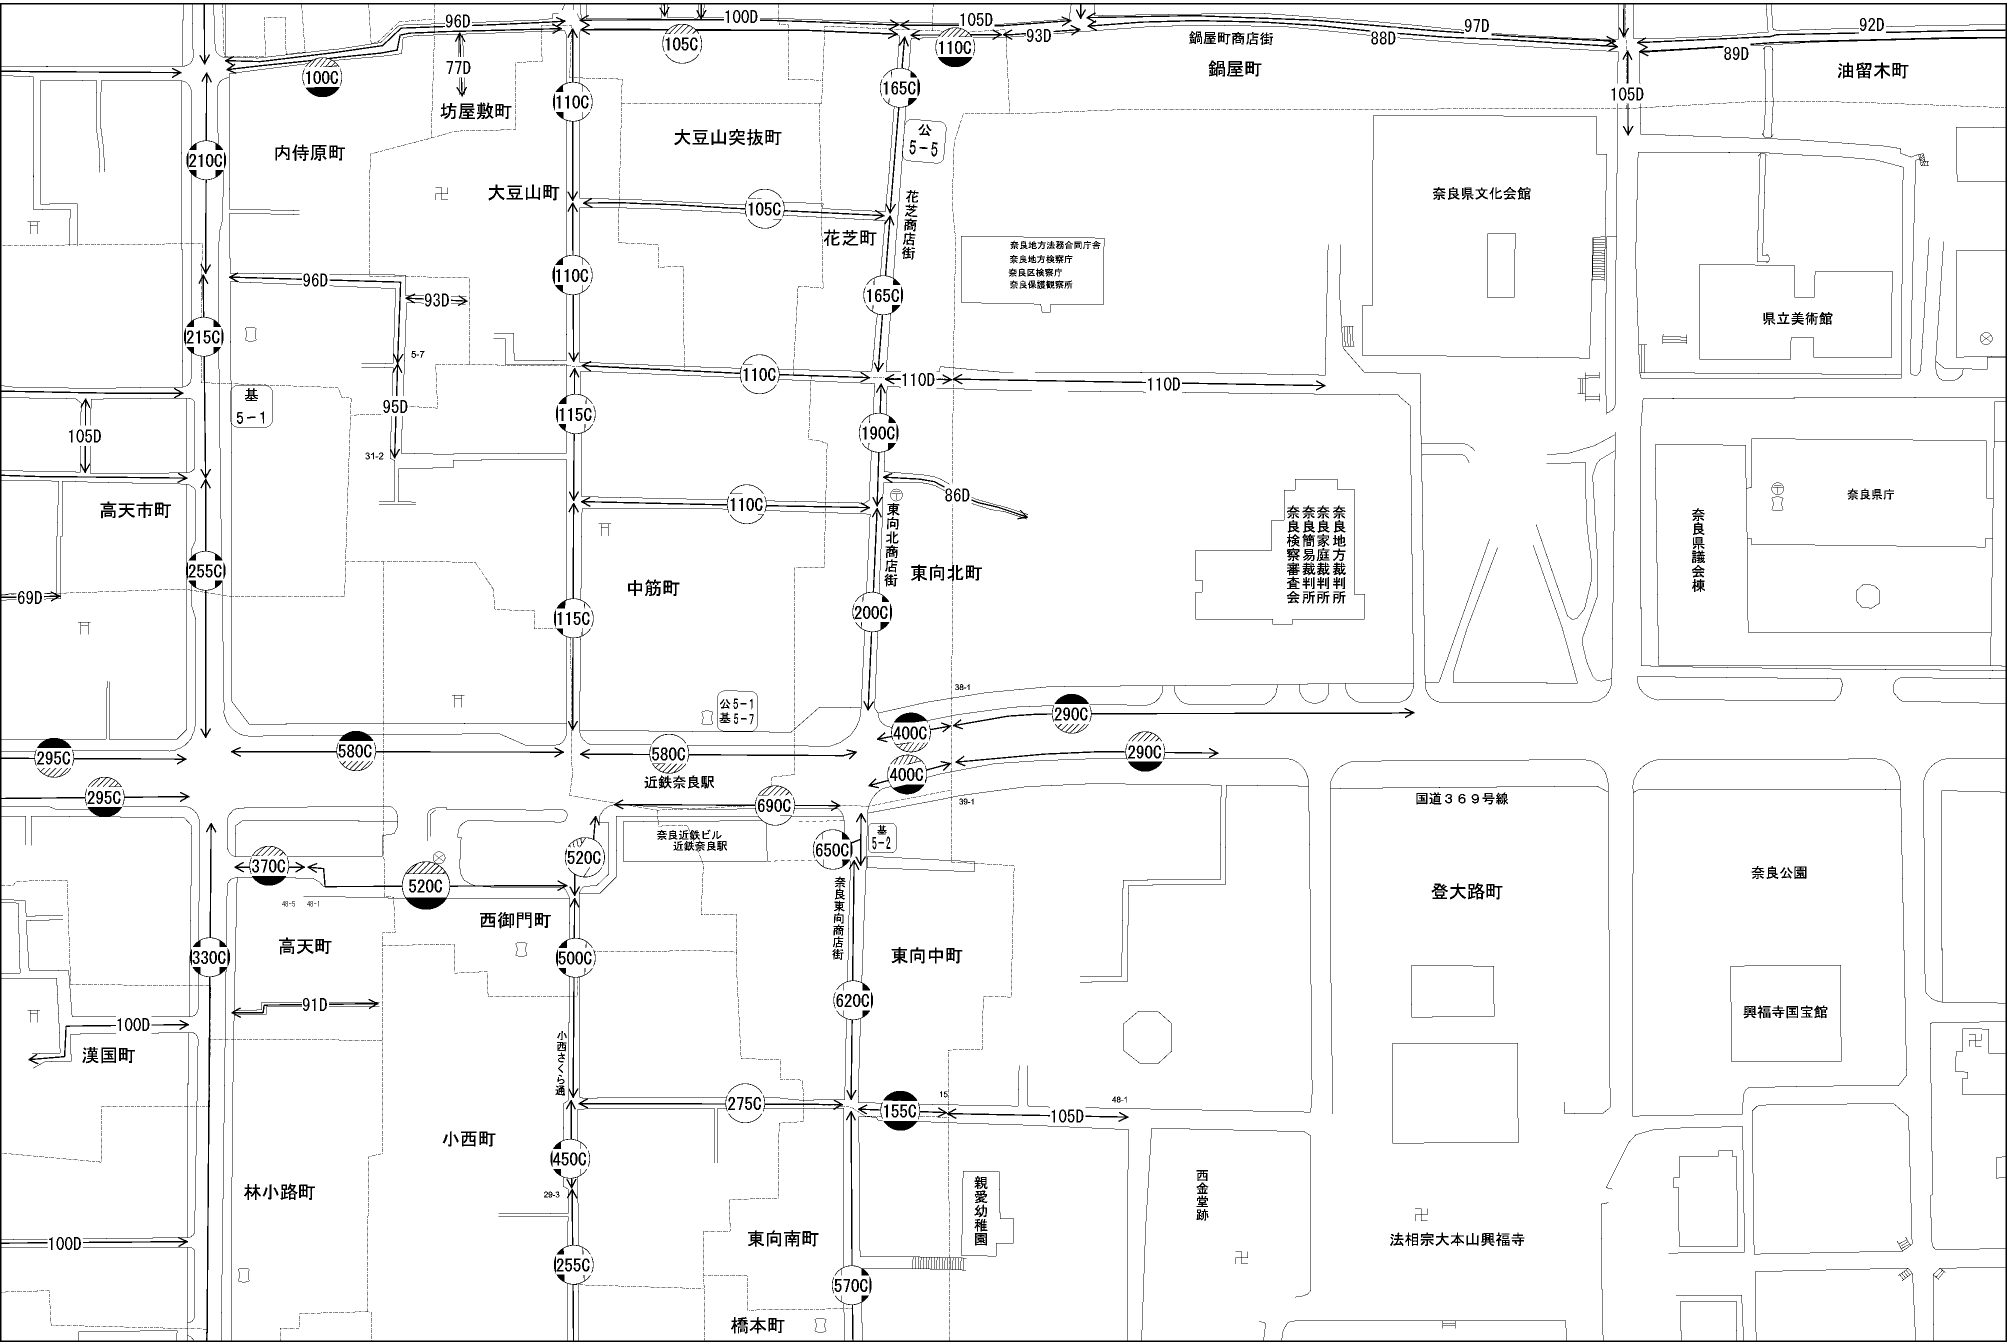 96D
100D
105D
97D
92D
105C
110C
93D
鍋屋町商店街
88D
89D
100C
77D
鍋屋町
油留木町
165C
105D
110C
坊屋敷町
公
5-5
大豆山突抜町
内侍原町
210C
大豆山町
105C
奈良県文化会館
花芝商店街
花芝町
奈良地方法務合同庁舎
奈良地方検察庁
奈良区検察庁
奈良保護観察所
96D
93D
110C
165C
県立美術館
215C
5-7
110C
110D
110D
基
5-1
95D
115C
190C
105D
31-2
86D
奈良県庁
110C
高天市町
東向北商店街
奈良地方裁判所
奈良家庭裁判所
奈良簡易裁判所
奈良検察審査会
奈良県議会棟
255C
東向北町
中筋町
69D
115C
200C
38-1
公5-1
基5-7
290C
400C
295C
580C
580C
290C
近鉄奈良駅
400C
295C
690C
39-1
国道369号線
奈良近鉄ビル
近鉄奈良駅
基
5-2
650C
520C
370C
520C
奈良公園
登大路町
奈良東向商店街
48-5
48-1
西御門町
高天町
330C
500C
東向中町
620C
91D
興福寺国宝館
100D
漢国町
小西さくら通
275C
155C
15
105D
48-1
小西町
450C
29-3
林小路町
西金堂跡
親愛幼稚園
東向南町
法相宗大本山興福寺
100D
255C
570C
橋本町